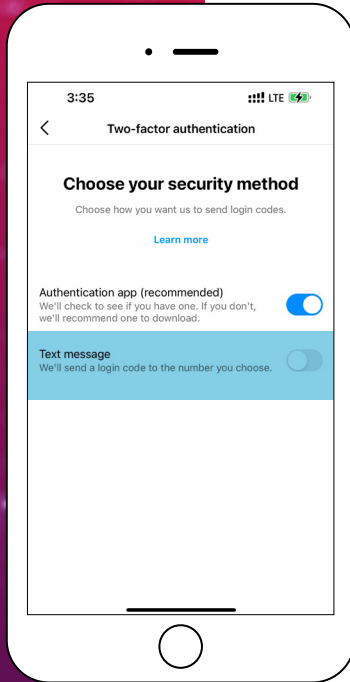 3:35 LTE
Two-factor authentication
Choose your security method
Choose how you want us to send login codes.
Learn more
Authentication app (recommended)
We'll check to see if you have one. If you don't,
we'll recommend one to download.
Text message
We'll send a login code to the number you choose.